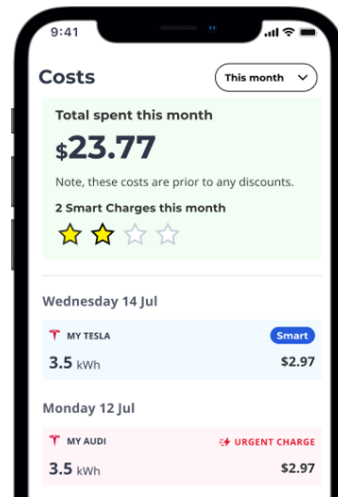 9:41
Costs
This month
Total spent this month
$23.77
Note, these costs are prior to any discounts.
2 Smart Charges this month
Wednesday 14 Jul
MY TESLA
Smart
3.5 kWh
$2.97
Monday 12 Jul
MY AUDI
URGENT CHARGE
3.5 kWh
$2.97